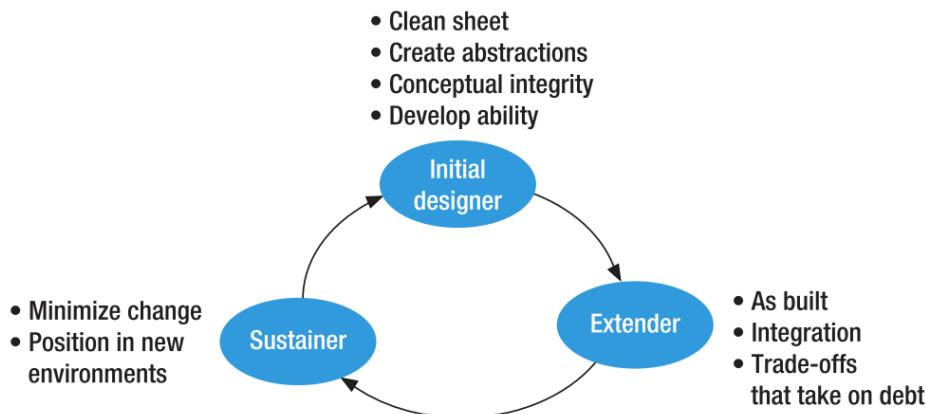 • Clean sheet
• Create abstractions
• Conceptual integrity
• Develop ability
Initial
designer
• Minimize change
• Position in new
environments
Sustainer
Extender
• As built
• Integration
• Trade-offs
that take on debt